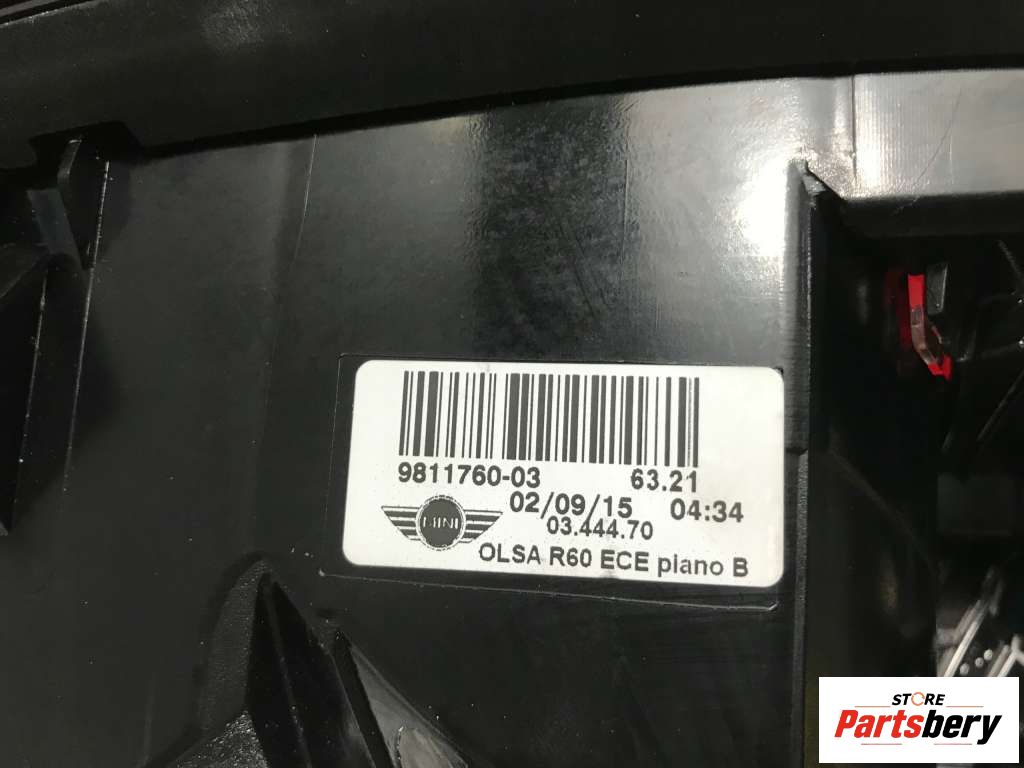 9811760-03 63.21
02/09/15 04:34
03.444.70
MINI
OLSA R60 ECE piano B
STORE
Partsbery